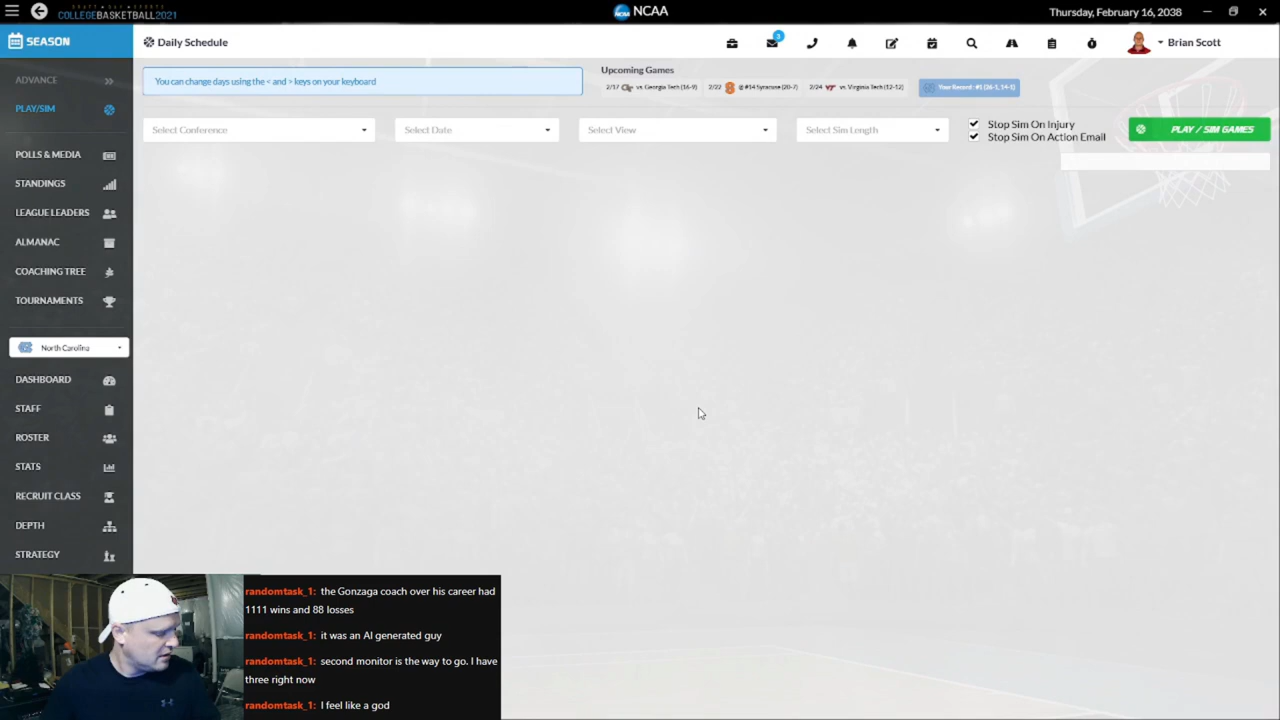 DRAFT DAY SPORTS
COLLEGEBASKETBALL2021
NCAA
Thursday, February 16, 2038
SEASON
Daily Schedule
3
Brian Scott
ADVANCE
PLAY/SIM
POLLS & MEDIA
STANDINGS
LEAGUE LEADERS
ALMANAC
COACHING TREE
TOURNAMENTS
North Carolina
DASHBOARD
STAFF
ROSTER
STATS
RECRUIT CLASS
DEPTH
STRATEGY
You can change days using the < and > keys on your keyboard
Upcoming Games
2/17 vs. Georgia Tech (16-9) 2/22 @ #14 Syracuse (20-7) 2/24 vs. Virginia Tech (12-12)
Your Record : #1 (26-1, 14-1)
Select Conference
Select Date
Select View
Select Sim Length
Stop Sim On Injury
Stop Sim On Action Email
PLAY / SIM GAMES
randomtask_1: the Gonzaga coach over his career had
1111 wins and 88 losses
randomtask_1: it was an AI generated guy
randomtask_1: second monitor is the way to go. I have
three right now
randomtask_1: I feel like a god